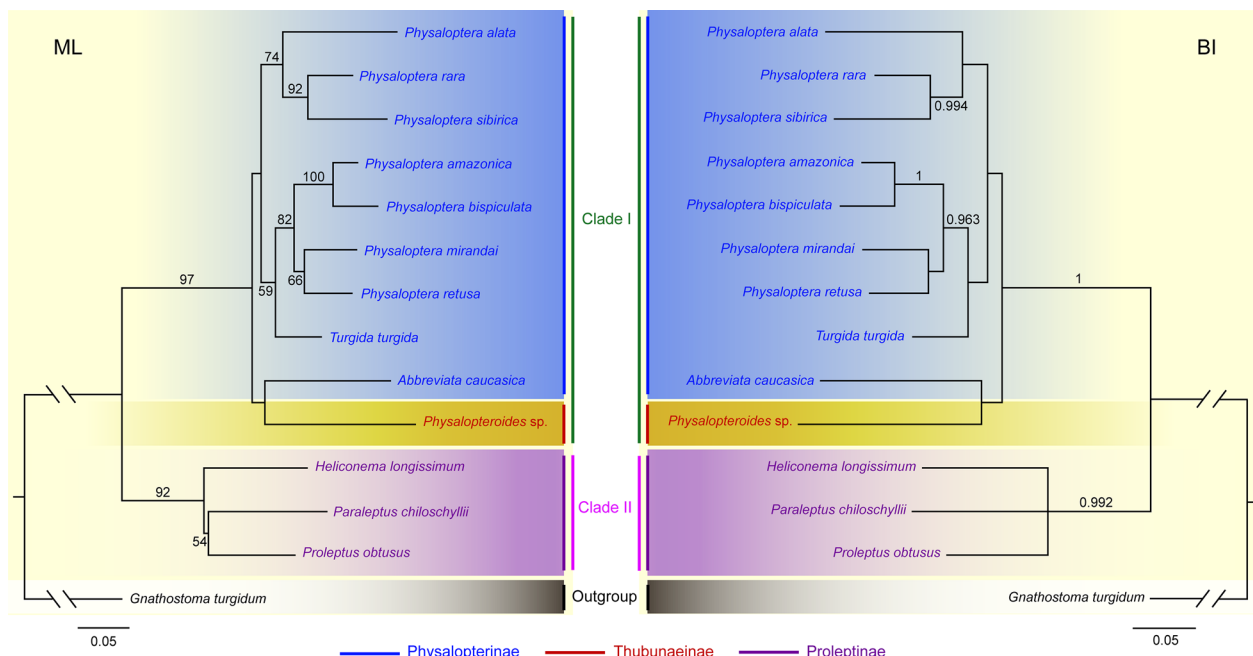 ML
BI
74
92
100
82
66
59
97
92
54
Physaloptera alata
Physaloptera rara
Physaloptera sibirica
Physaloptera amazonica
Physaloptera bispiculata
Physaloptera mirandai
Physaloptera retusa
Turgida turgida
Abbreviata caucasica
Physalopteroides sp.
Heliconema longissimum
Paraleptus chiloschyllii
Proleptus obtusus
Gnathostoma turgidum
0.05
Clade I
Clade II
Outgroup
Physaloptera alata
Physaloptera rara
Physaloptera sibirica
Physaloptera amazonica
Physaloptera bispiculata
Physaloptera mirandai
Physaloptera retusa
Turgida turgida
Abbreviata caucasica
Physalopteroides sp.
Heliconema longissimum
Paraleptus chiloschyllii
Proleptus obtusus
Gnathostoma turgidum
0.994
1
0.963
1
0.992
0.05
Physalopterinae
Thubunaeinae
Proleptinae